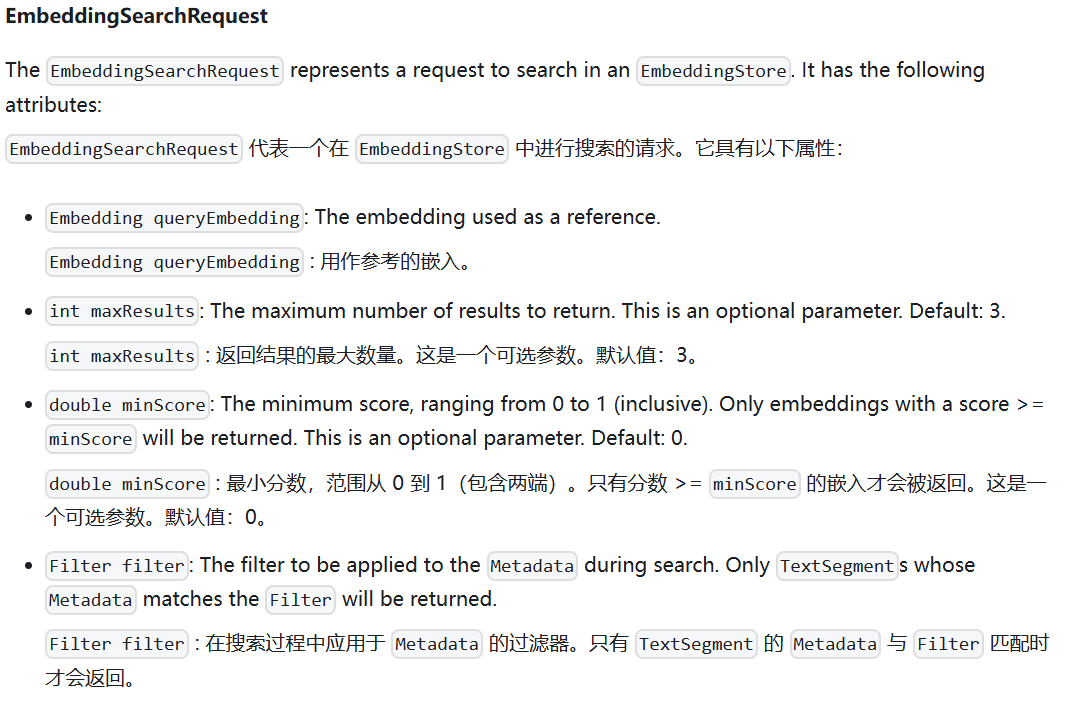 EmbeddingSearchRequest
The EmbeddingSearchRequest represents a request to search in an EmbeddingStore. It has the following
attributes:
EmbeddingSearchRequest 代表一个在 EmbeddingStore 中进行搜索的请求。它具有以下属性：
• Embedding queryEmbedding: The embedding used as a reference.
Embedding queryEmbedding : 用作参考的嵌入。
• int maxResults: The maximum number of results to return. This is an optional parameter. Default: 3.
int maxResults : 返回结果的最大数量。这是一个可选参数。默认值：3。
• double minScore: The minimum score, ranging from 0 to 1 (inclusive). Only embeddings with a score >=
minScore will be returned. This is an optional parameter. Default: 0.
double minScore : 最小分数，范围从 0 到 1（包含两端）。只有分数 >= minScore 的嵌入才会被返回。这是一
个可选参数。默认值：0。
• Filter filter: The filter to be applied to the Metadata during search. Only TextSegments whose
Metadata matches the Filter will be returned.
Filter filter : 在搜索过程中应用于 Metadata 的过滤器。只有 TextSegment 的 Metadata 与 Filter 匹配时
才会返回。